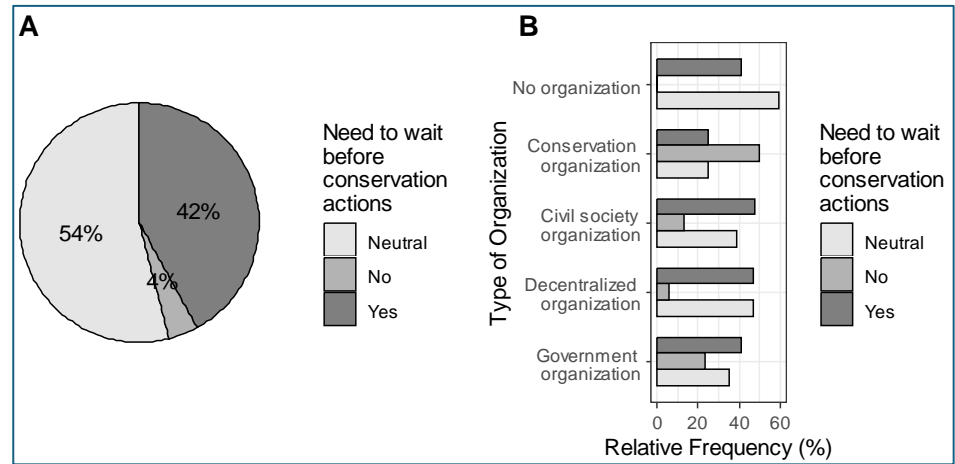 A
54%
42%
4%
Need to wait
before
conservation
actions
Neutral
No
Yes
B
Type of Organization
No organization
Conservation
organization
Civil society
organization
Decentralized
organization
Government
organization
0 20 40 60
Relative Frequency (%)
Need to wait
before
conservation
actions
Neutral
No
Yes